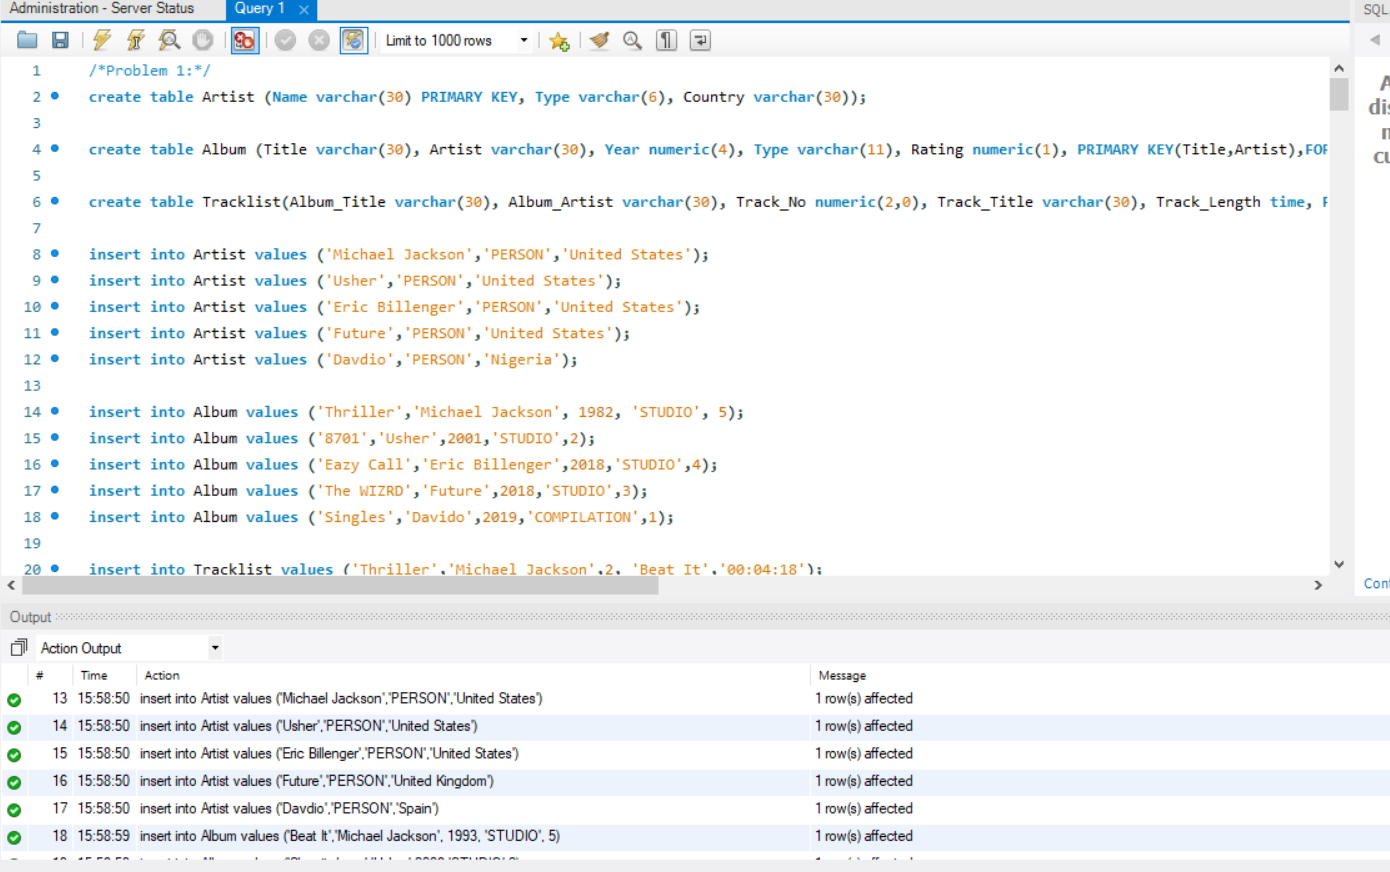 Administration - Server Status
Query 1
SQL
Limit to 1000 rows
1 /*Problem 1:*/
2 create table Artist (Name varchar(30) PRIMARY KEY, Type varchar(6), Country varchar(30));
3
4 create table Album (Title varchar(30), Artist varchar(30), Year numeric(4), Type varchar(11), Rating numeric(1), PRIMARY KEY(Title,Artist),FOR
5
6 create table Tracklist(Album_Title varchar(30), Album_Artist varchar(30), Track_No numeric(2,0), Track_Title varchar(30), Track_Length time,
7
8 insert into Artist values ('Michael Jackson','PERSON','United States');
9 insert into Artist values ('Usher','PERSON','United States');
10 insert into Artist values ('Eric Billenger','PERSON','United States');
11 insert into Artist values ('Future','PERSON','United States');
12 insert into Artist values ('Davdio','PERSON','Nigeria');
13
14 insert into Album values ('Thriller','Michael Jackson', 1982, 'STUDIO', 5);
15 insert into Album values ('8701','Usher',2001,'STUDIO',2);
16 insert into Album values ('Eazy Call','Eric Billenger',2018,'STUDIO',4);
17 insert into Album values ('The WIZRD','Future',2018,'STUDIO',3);
18 insert into Album values ('Singles','Davido',2019,'COMPILATION',1);
19
20 insert into Tracklist values ('Thriller','Michael Jackson',2, 'Beat It','00:04:18');
Output
Action Output
# Time Action Message
13 15:58:50 insert into Artist values ('Michael Jackson','PERSON','United States') 1 row(s) affected
14 15:58:50 insert into Artist values ('Usher','PERSON','United States') 1 row(s) affected
15 15:58:50 insert into Artist values ('Eric Billenger','PERSON','United States') 1 row(s) affected
16 15:58:50 insert into Artist values ('Future','PERSON','United Kingdom') 1 row(s) affected
17 15:58:50 insert into Artist values ('Davdio','PERSON','Spain') 1 row(s) affected
18 15:58:59 insert into Album values ('Beat It','Michael Jackson', 1993, 'STUDIO', 5) 1 row(s) affected